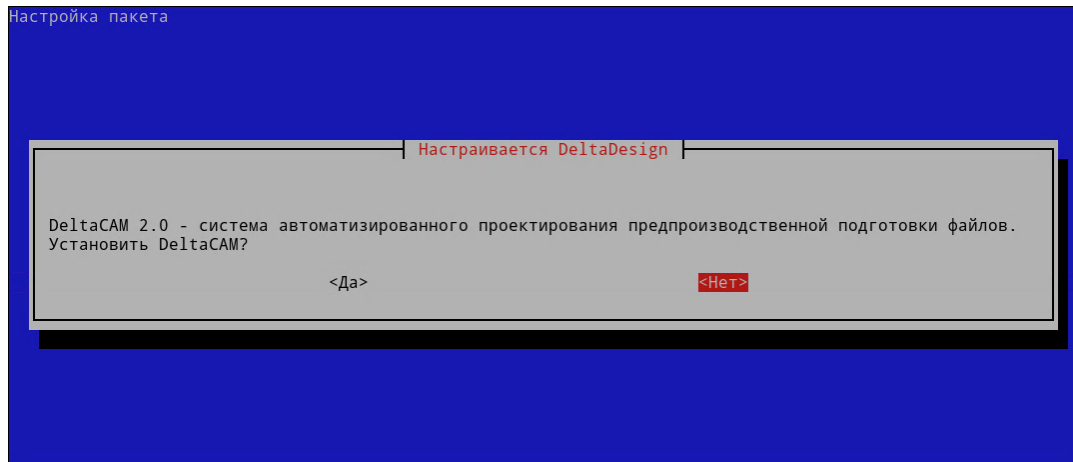 Настройка пакета
Настраивается DeltaDesign
DeltaCAM 2.0 - система автоматизированного проектирования предпроизводственной подготовки файлов.
Установить DeltaCAM?
<Да> <Нет>